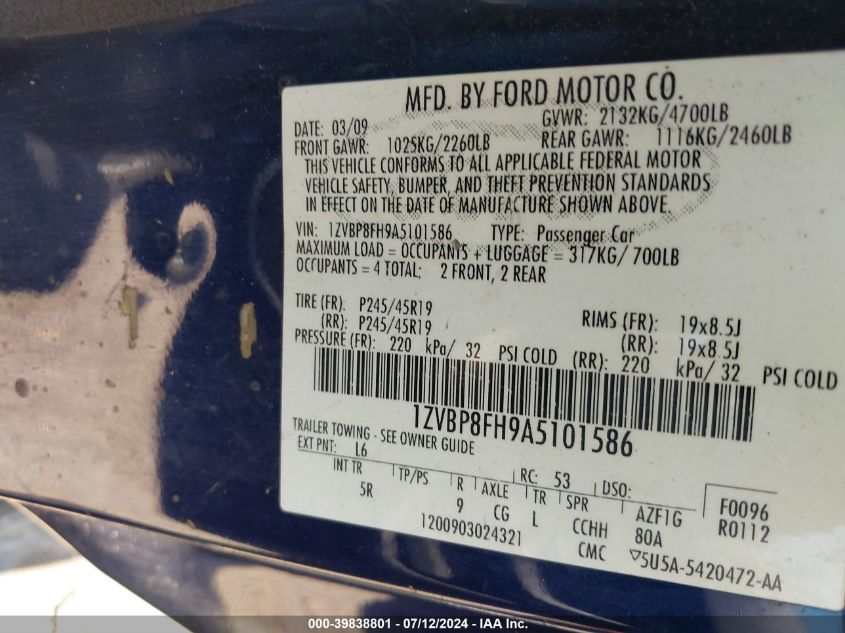 MFD. BY FORD MOTOR CO.
DATE: 03/09 GVWR: 2132KG/4700LB
FRONT GAWR: 1025KG/2260LB REAR GAWR: 1116KG/2460LB
THIS VEHICLE CONFORMS TO ALL APPLICABLE FEDERAL MOTOR
VEHICLE SAFETY, BUMPER, AND THEFT PREVENTION STANDARDS
IN EFFECT ON THE DATE OF MANUFACTURE SHOWN ABOVE.
VIN: 1ZVBP8FH9A5101586 TYPE: Passenger Car
MAXIMUM LOAD = OCCUPANTS + LUGGAGE = 317KG/ 700LB
OCCUPANTS = 4 TOTAL; 2 FRONT, 2 REAR
TIRE (FR): P245/45R19 RIMS (FR): 19x8.5J
(RR): P245/45R19 (RR): 19x8.5J
PRESSURE (FR): 220 kPa/ 32 PSI COLD (RR): 220 kPa/ 32 PSI COLD
1ZVBP8FH9A5101586
TRAILER TOWING - SEE OWNER GUIDE
EXT PNT: L6 RC: 53 DSO:
INT TR TP/PS R AXLE TR SPR AZF1G F0096
5R 9 CG L CCHH 80A R0112
1200903024321 CMC ▽5U5A-5420472-AA
000-39838801 / 07/12/2024 - IAA Inc.